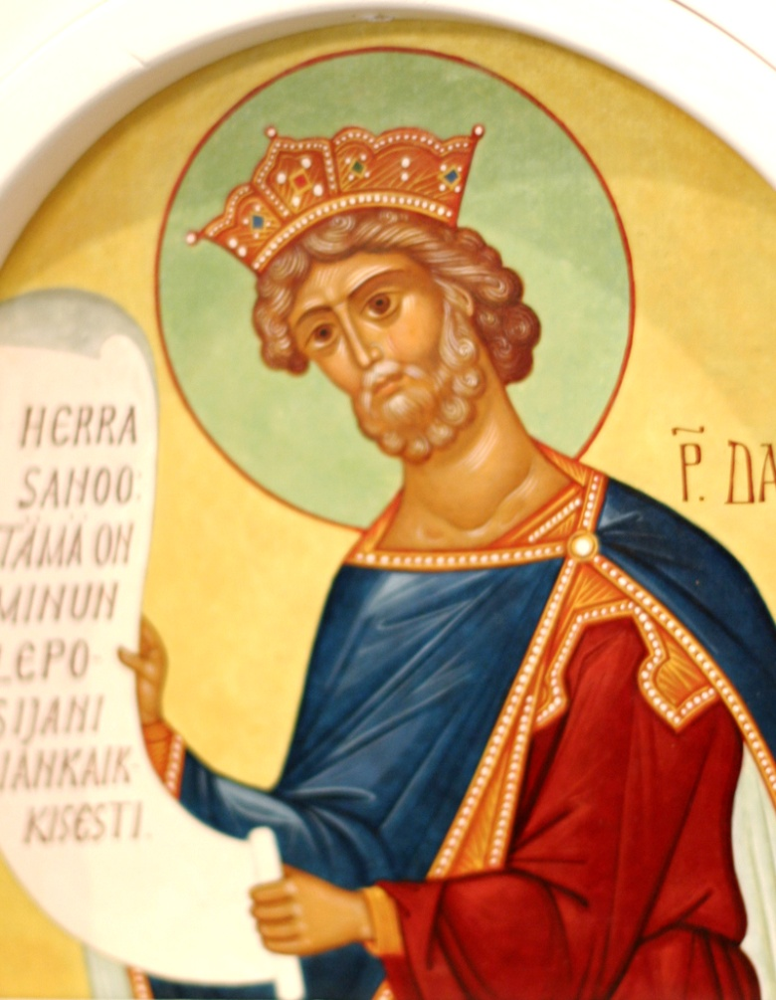 HERRA
SANOO:
TÄMÄ ON
MINUN
LEPO-
SIJANI
IANKAIK-
KISESTI.
P. DA